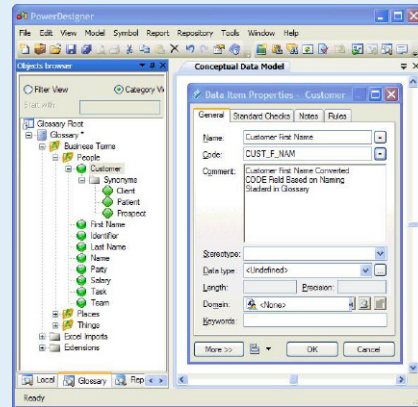 PowerDesigner
File Edit View Model Symbol Report Repository Tools Window Help
Objects browser
Conceptual Data Model
Filter View Category Vi
Start with:
Glossary Root
Glossary *
Business Terms
People
Customer
Synonyms
Client
Patient
Prospect
First Name
Identifier
Last Name
Name
Party
Salary
Task
Team
Places
Things
Excel Imports
Extensions
Local Glossary Rep
Ready
Data Item Properties - Customer
General Standard Checks Notes Rules
Name: Customer First Name
Code: CUST_F_NAM
Comment: Customer First Name Converted
CODE Field Based on Naming
Stadard in Glossary
Stereotype:
Data type: <Undefined>
Length: Precision:
Domain: <None>
Keywords:
More >> OK Cancel